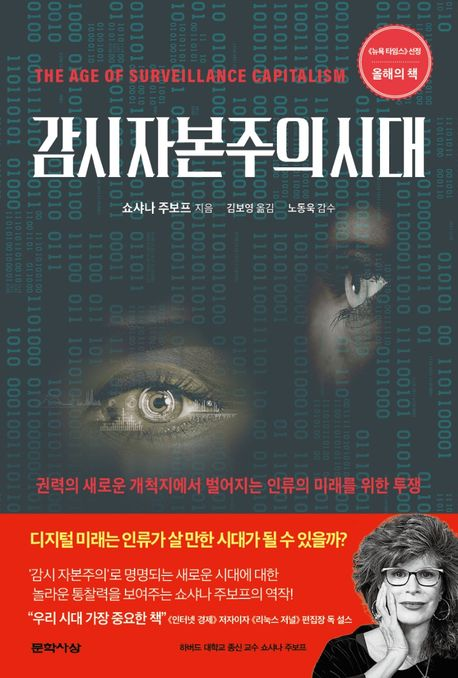 《뉴욕 타임스》 선정
올해의 책
THE AGE OF SURVEILLANCE CAPITALISM
감시 자본주의 시대
쇼샤나 주보프 지음 김보영 옮김 노동욱 감수
권력의 새로운 개척지에서 벌어지는 인류의 미래를 위한 투쟁
디지털 미래는 인류가 살 만한 시대가 될 수 있을까?
'감시 자본주의'로 명명되는 새로운 시대에 대한
놀라운 통찰력을 보여주는 쇼샤나 주보프의 역작!
“우리 시대 가장 중요한 책” 《인터넷 경제》 저자이자 《리눅스 저널》 편집장 독 설스
문학사상
하버드 대학교 종신 교수 쇼샤나 주보프